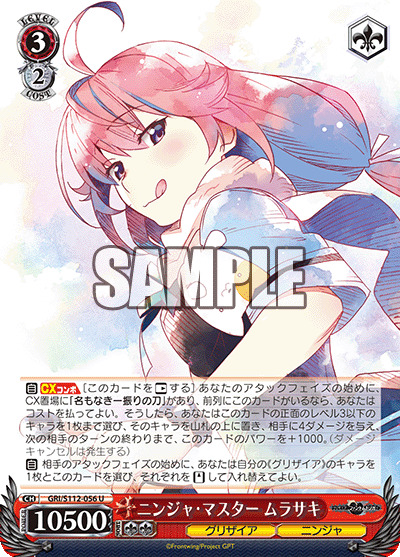 LEVEL
3
2
COST
SAMPLE
自 CXコンボ [このカードを する] あなたのアタックフェイズの始めに、
CX置場に「名もなき一振りの刀」があり、前列にこのカードがいるなら、あなたは
コストを払ってよい。そうしたら、あなたはこのカードの正面のレベル3以下の
キャラを1枚まで選び、そのキャラを山札の上に置き、相手に4ダメージを与え、
次の相手のターンの終わりまで、このカードのパワーを+1000。(ダメージ
キャンセルは発生する)
自 相手のアタックフェイズの始めに、あなたは自分の《グリザイア》のキャラ1枚
とこのカードを選び、それぞれを してよい。
CH
GRI/S112-056 U
10500
ニンジャ・マスター ムラサキ
グリザイア
ニンジャ
©Frontwing/Project GPT